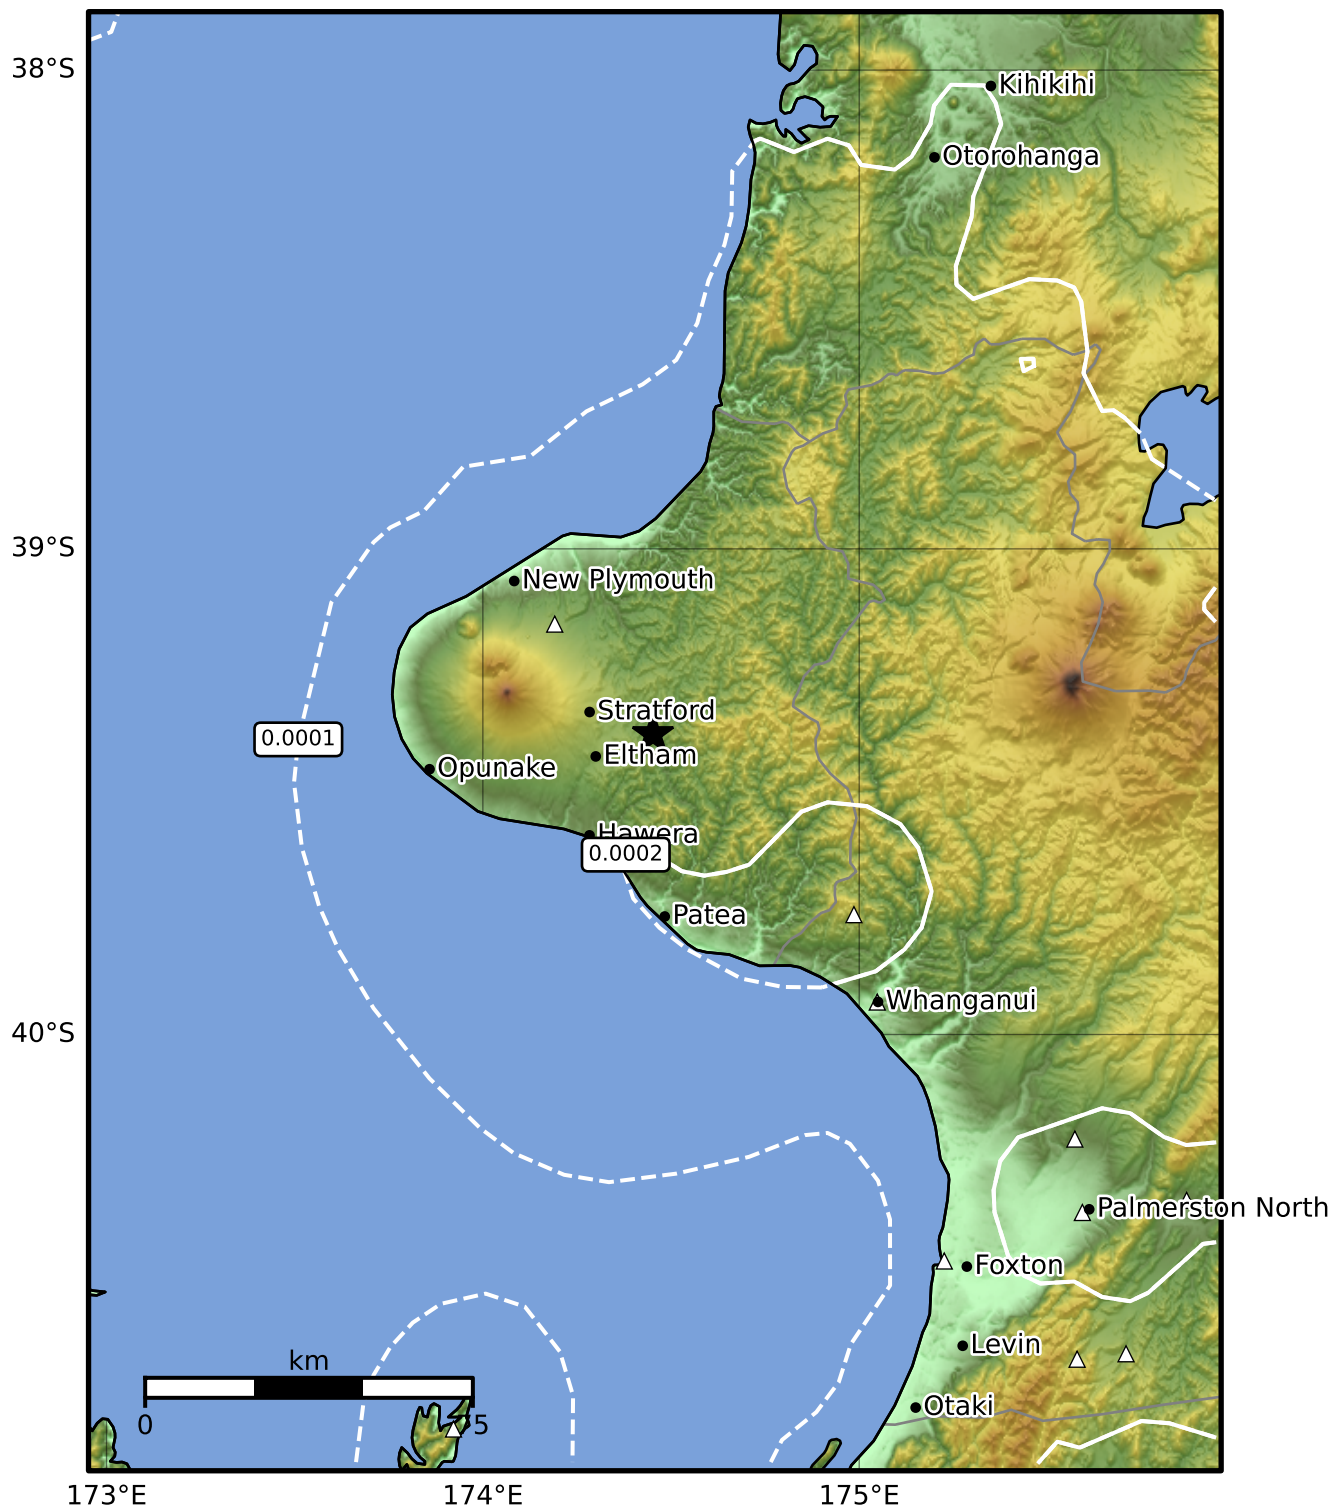 38°S
Kihikihi
Otorohanga
39°S
New Plymouth
Stratford
0.0001
Eltham
Opunake
Hawera
0.0002
Patea
Whanganui
40°S
Palmerston North
Foxton
Levin
km
Otaki
0
75
173°E
174°E
175°E